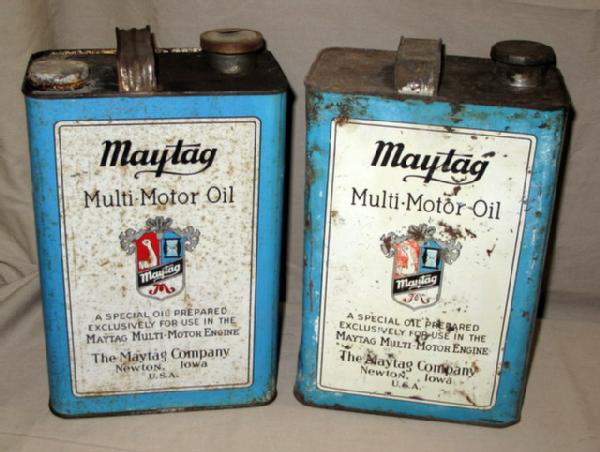 Maytag
Multi-Motor Oil
Maytag
A SPECIAL OIL PREPARED
EXCLUSIVELY FOR USE IN THE
MAYTAG MULTI-MOTOR ENGINE
The Maytag Company
NEWTON, IOWA
U.S.A.
Maytag
Multi-Motor Oil
Maytag
A SPECIAL OIL PREPARED
EXCLUSIVELY FOR USE IN THE
MAYTAG MULTI-MOTOR ENGINE
The Maytag Company
NEWTON, IOWA
U.S.A.